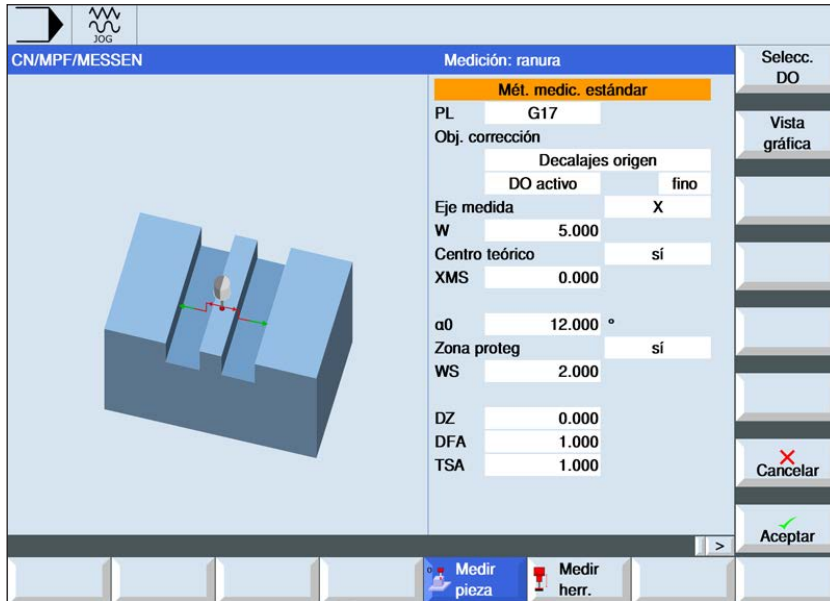 JOG
CN/MPF/MESSEN
Medición: ranura
Mét. medic. estándar
PL G17
Obj. corrección
Decalajes origen
DO activo fino
Eje medida X
W 5.000
Centro teórico sí
XMS 0.000
α0 12.000 °
Zona proteg sí
WS 2.000
DZ 0.000
DFA 1.000
TSA 1.000
Selecc.
DO
Vista
gráfica
Cancelar
Aceptar
>
Medir
pieza
Medir
herr.